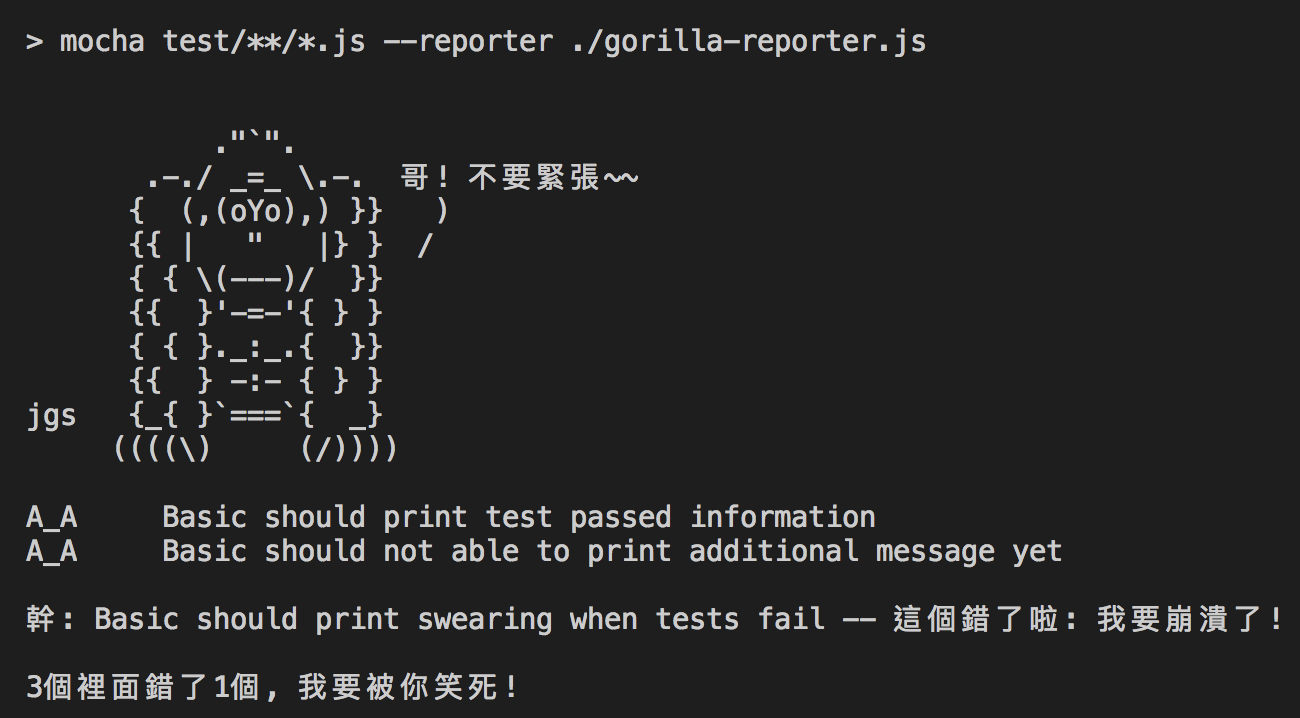 > mocha test/**/*.js --reporter ./gorilla-reporter.js
          ."`".
      .-./ _=_ \.-.  哥! 不要緊張~~
     {  (,(oYo),) }}   )
     {{ |   "   |} }  /
     { { \(---)/  }}
     {{  }'-=-'{ } }
     { { }._:_.{  }}
     {{  } -:- { } }
jgs   {_{ }`===`{  _}
    ((((\)     (/))))
A_A     Basic should print test passed information
A_A     Basic should not able to print additional message yet
幹: Basic should print swearing when tests fail -- 這個錯了啦: 我要崩潰了!
3個裡面錯了1個, 我要被你笑死!